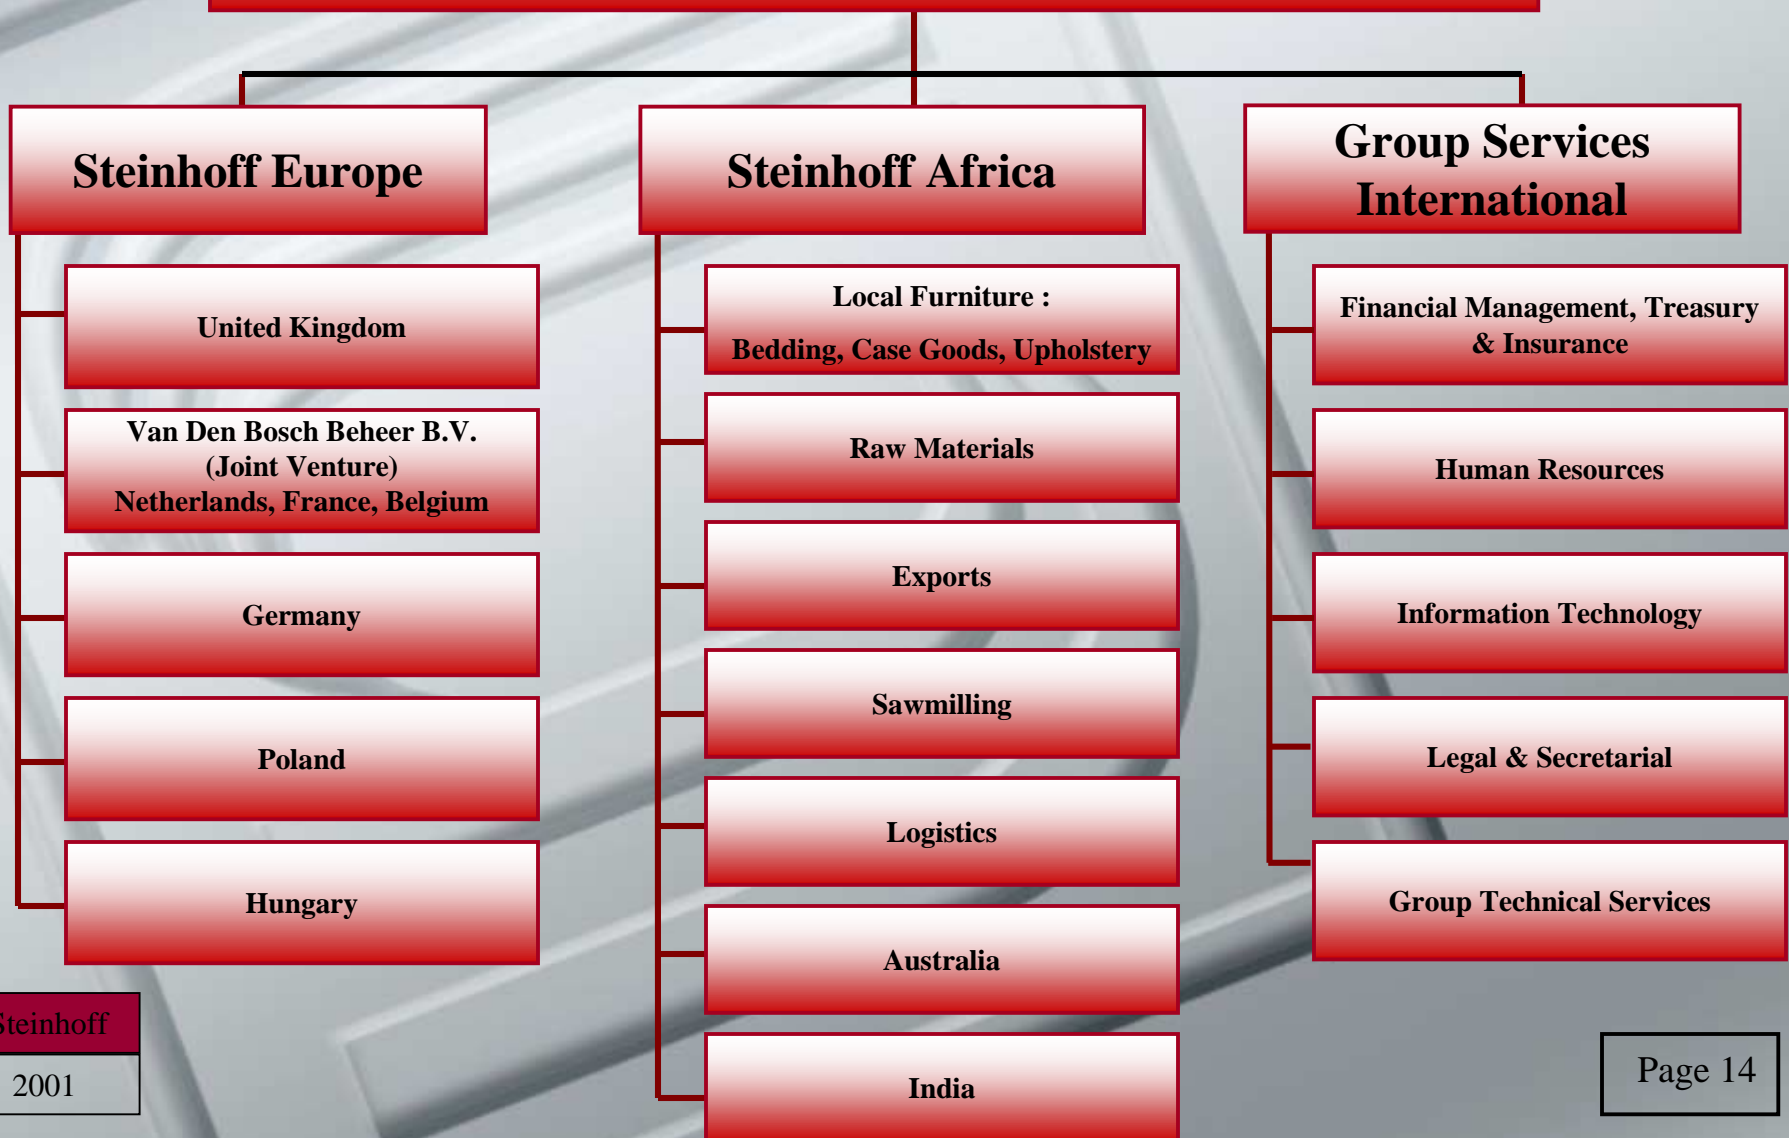 Steinhoff Europe
United Kingdom
Van Den Bosch Beheer B.V.
(Joint Venture)
Netherlands, France, Belgium
Germany
Poland
Hungary
Steinhoff Africa
Local Furniture :
Bedding, Case Goods, Upholstery
Raw Materials
Exports
Sawmilling
Logistics
Australia
India
Group Services
International
Financial Management, Treasury
& Insurance
Human Resources
Information Technology
Legal & Secretarial
Group Technical Services
Steinhoff
2001
Page 14